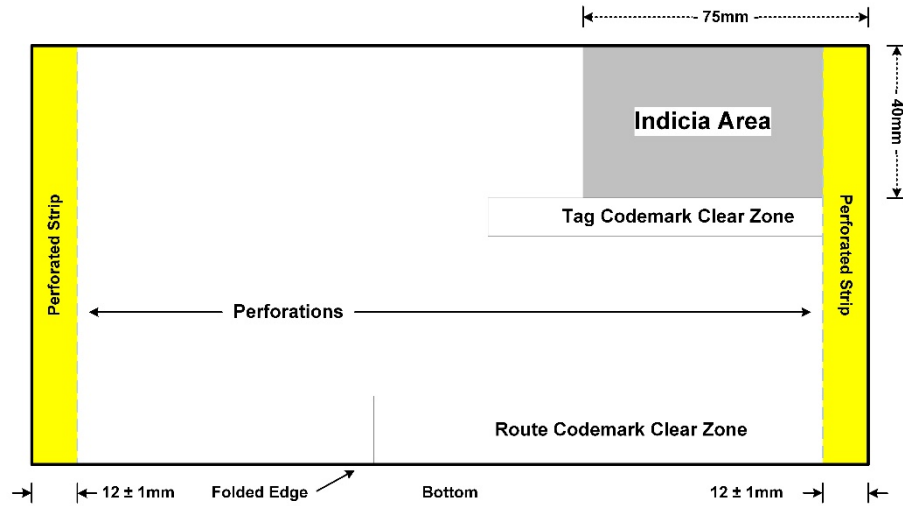 75mm
40mm
Indicia Area
Tag Codemark Clear Zone
Perforated Strip
Perforated Strip
Perforations
Route Codemark Clear Zone
12 ± 1mm
Folded Edge
Bottom
12 ± 1mm